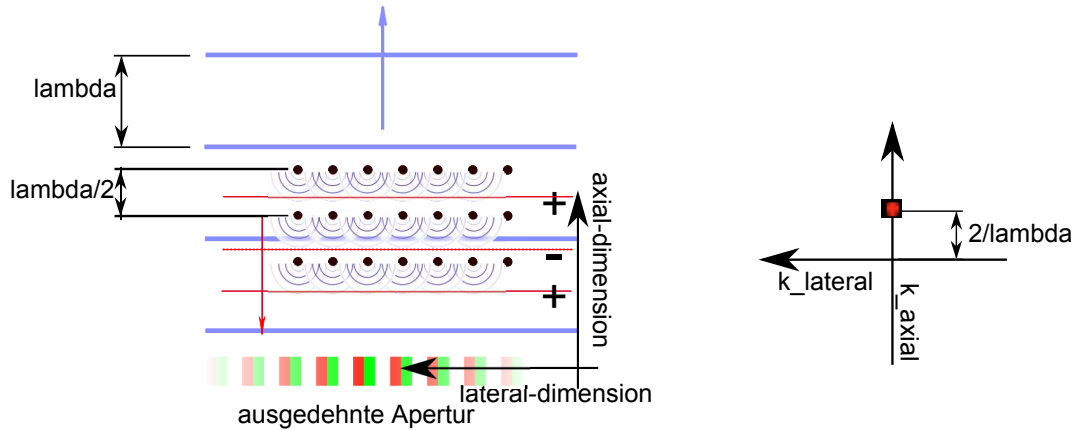 lambda
lambda/2
+
-
+
axial-dimension
lateral-dimension
ausgedehnte Apertur
2/lambda
k_lateral
k_axial